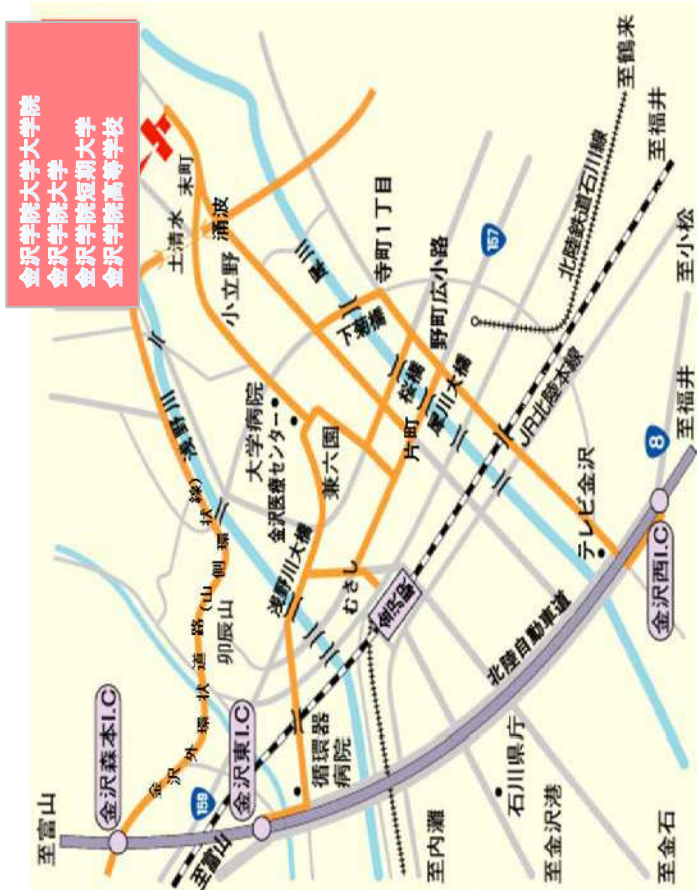 金沢学院大学大学院
金沢学院大学
金沢学院短期大学
金沢学院高等学校
末町
土清水
涌波
小立野
犀川
寺町1丁目
下菊橋
野町広小路
桜橋
犀川大橋
片町
157
北陸鉄道石川線
至鶴来
至福井
至小松
JR北陸本線
至福井
8
浅野川
大学病院
金沢医療センター
兼六園
浅野川大橋
むさし
金沢駅
テレビ金沢
金沢西I.C
北陸自動車道
金沢外環状道路(山側環状線)
卯辰山
金沢森本I.C
159
金沢東I.C
循環器
病院
至富山
至富山
至内灘
石川県庁
至金沢港
至金石